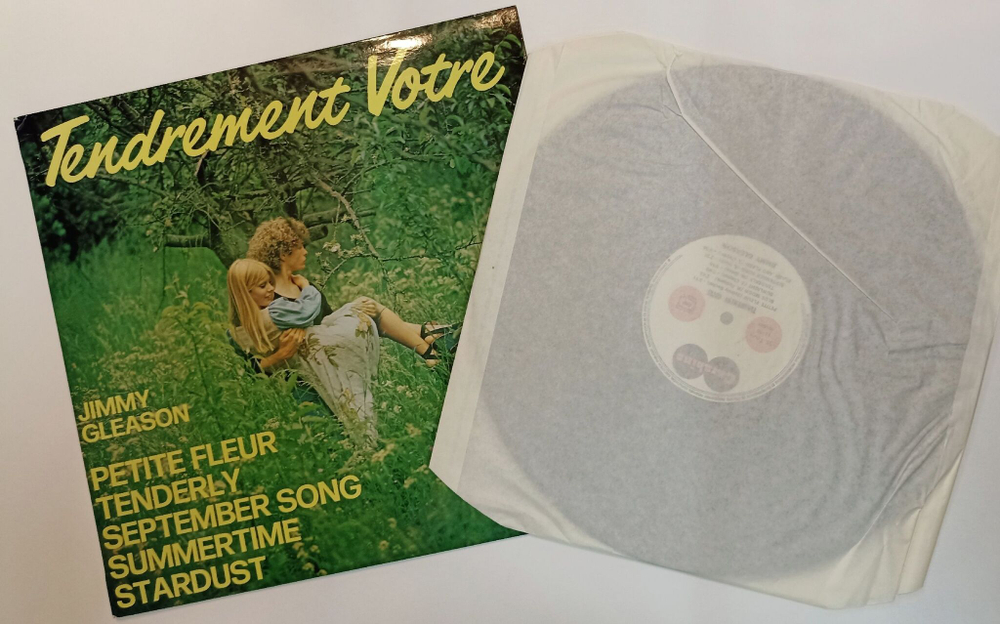 Tendrement Votre
JIMMY
GLEASON
PETITE FLEUR
TENDERLY
SEPTEMBER SONG
SUMMERTIME
STARDUST